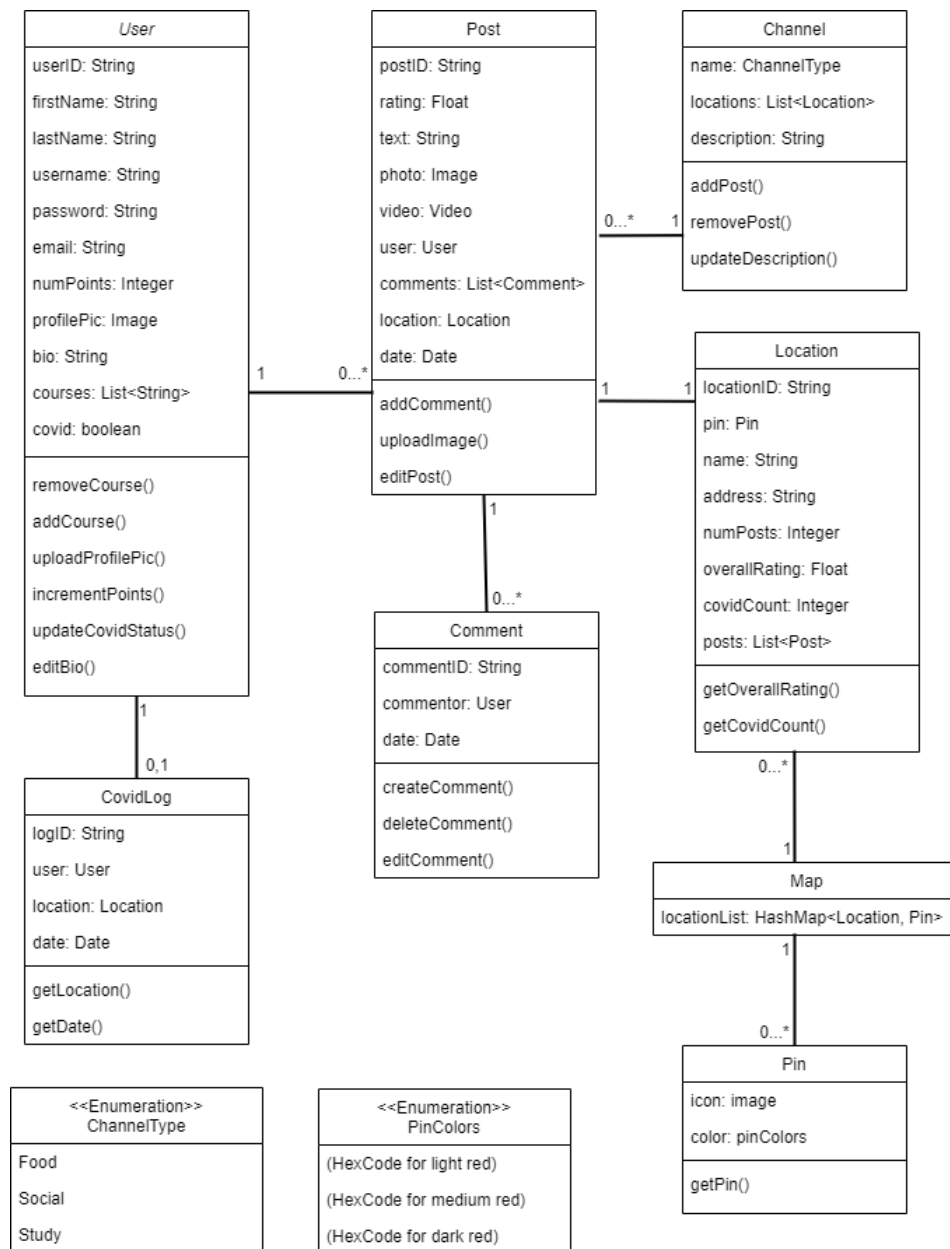 User
userID: String
firstName: String
lastName: String
username: String
password: String
email: String
numPoints: Integer
profilePic: Image
bio: String
courses: List<String>
covid: boolean
removeCourse()
addCourse()
uploadProfilePic()
incrementPoints()
updateCovidStatus()
editBio()
1
0...*
1
0,1
Post
postID: String
rating: Float
text: String
photo: Image
video: Video
user: User
comments: List<Comment>
location: Location
date: Date
addComment()
uploadImage()
editPost()
0...*
1
1
1
1
0...*
Channel
name: ChannelType
locations: List<Location>
description: String
addPost()
removePost()
updateDescription()
Location
locationID: String
pin: Pin
name: String
address: String
numPosts: Integer
overallRating: Float
covidCount: Integer
posts: List<Post>
getOverallRating()
getCovidCount()
0...*
1
Comment
commentID: String
commentor: User
date: Date
createComment()
deleteComment()
editComment()
CovidLog
logID: String
user: User
location: Location
date: Date
getLocation()
getDate()
Map
locationList: HashMap<Location, Pin>
1
0...*
Pin
icon: image
color: pinColors
getPin()
<<Enumeration>>
ChannelType
Food
Social
Study
<<Enumeration>>
PinColors
(HexCode for light red)
(HexCode for medium red)
(HexCode for dark red)